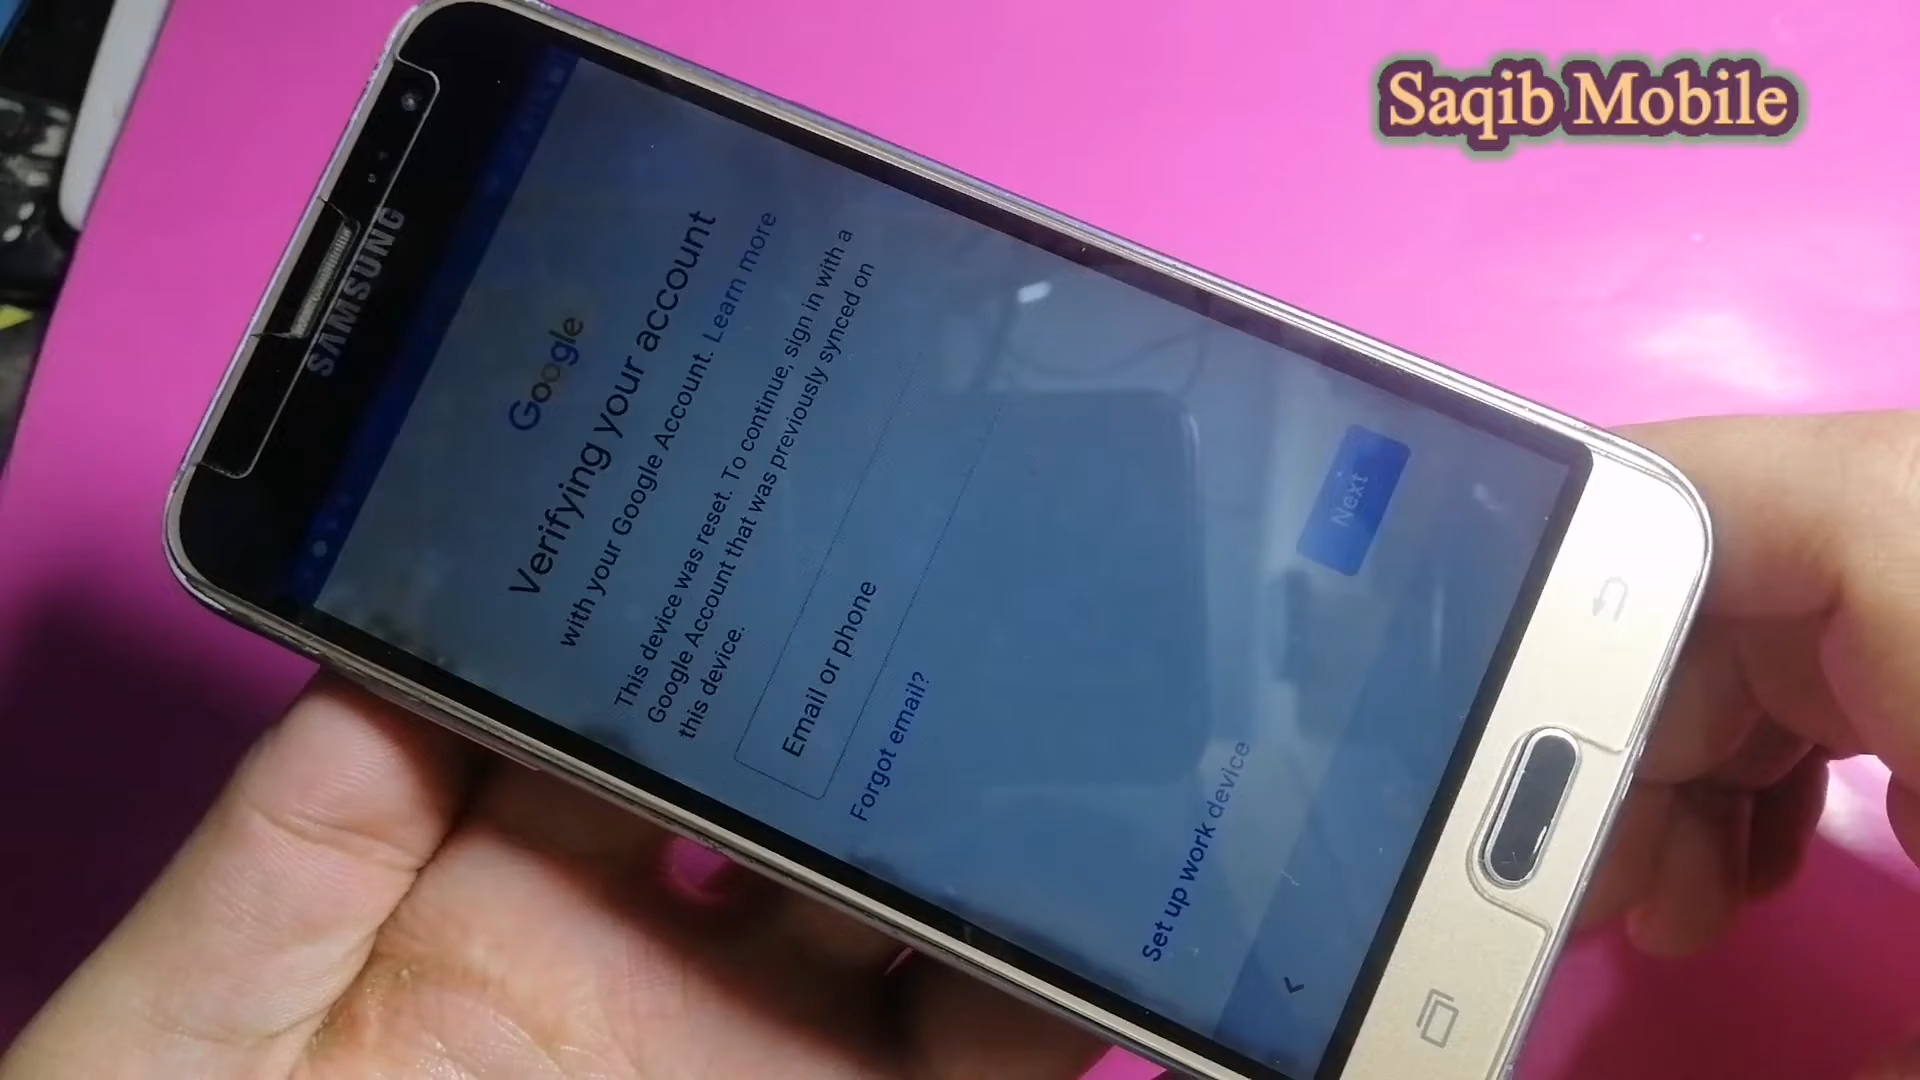 Saqib Mobile
SAMSUNG
Google
Verifying your account
with your Google Account. Learn more
This device was reset. To continue, sign in with a
Google Account that was previously synced on
this device.
Email or phone
Forgot email?
Set up work device
Next